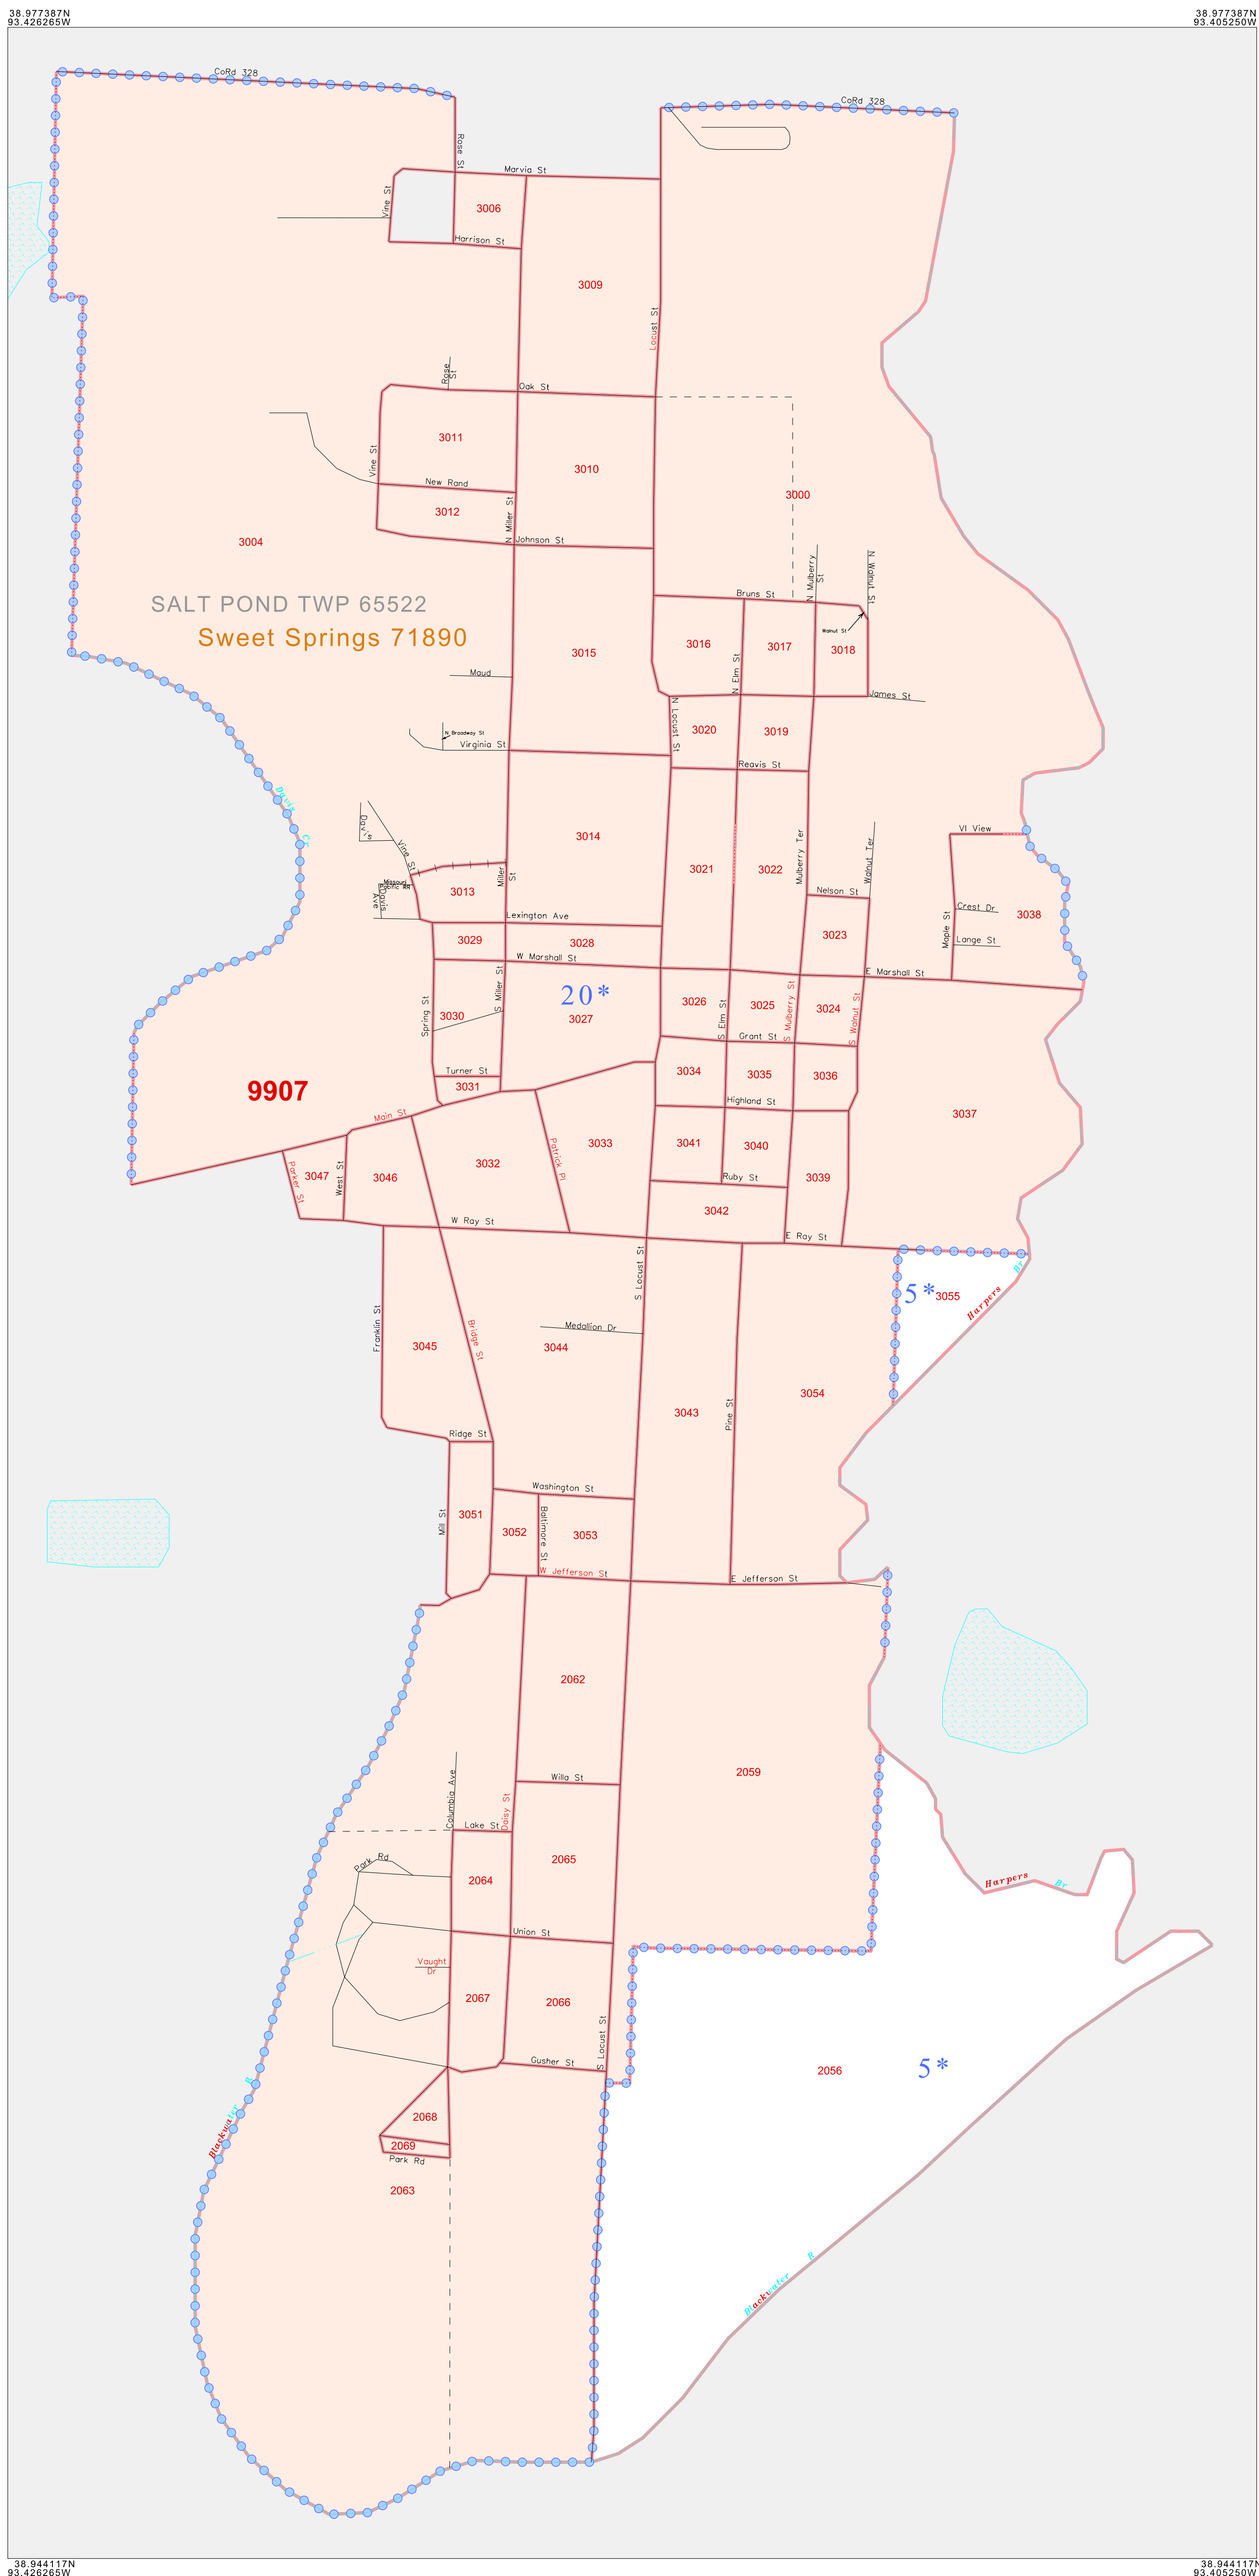 38.977387N
93.426265W
38.977387N
93.405250W
CoRd 328
CoRd 328
Rose St
Marvia St
Vine St
3006
Harrison St
3009
Locust St
Rose
St
Oak St
3011
Vine St
3010
New Rand
3000
3012
N Miller St
Johnson St
3004
N Mulberry
St
N Walnut St
Bruns St
SALT POND TWP 65522
Sweet Springs 71890
Walnut St
3016
3017
3018
3015
N Elm St
Maud
James St
N Locust St
3020
3019
N Broadway St
Virginia St
Reavis St
Davis
Cr
Davis
Vine St
3014
VI View
Mulberry Ter
Walnut Ter
3021
3022
Miller
St
Missouri
Pacific RR
Davis
Ave
3013
Nelson St
Crest Dr
3038
Maple St
Lexington Ave
3023
3029
3028
Lange St
W Marshall St
E Marshall St
20*
S Miller St
Spring St
3030
3027
3026
3025
3024
S Elm St
S Mulberry St
S Walnut St
Grant St
Turner St
3031
3034
3035
3036
9907
Highland St
Main St
3037
3033
3041
3040
Patrick Pl
3032
3047
West St
3046
Parker St
Ruby St
3039
3042
W Ray St
E Ray St
S Locust St
Br
5*
3055
Harpers
Franklin St
Medallion Dr
Bridge St
3045
3044
3054
3043
Pine St
Ridge St
Washington St
3051
Mill St
3052
Baltimore St
3053
W Jefferson St
E Jefferson St
2062
2059
Willa St
Columbia Ave
Daisy St
Lake St
Park Rd
2065
2064
Harpers
Br
Union St
Vaught
Dr
2067
2066
S Locust St
Gusher St
2056
5*
Blackwater
R
2068
2069
Park Rd
2063
Blackwater
R
38.944117N
93.426265W
38.944117N
93.405250W